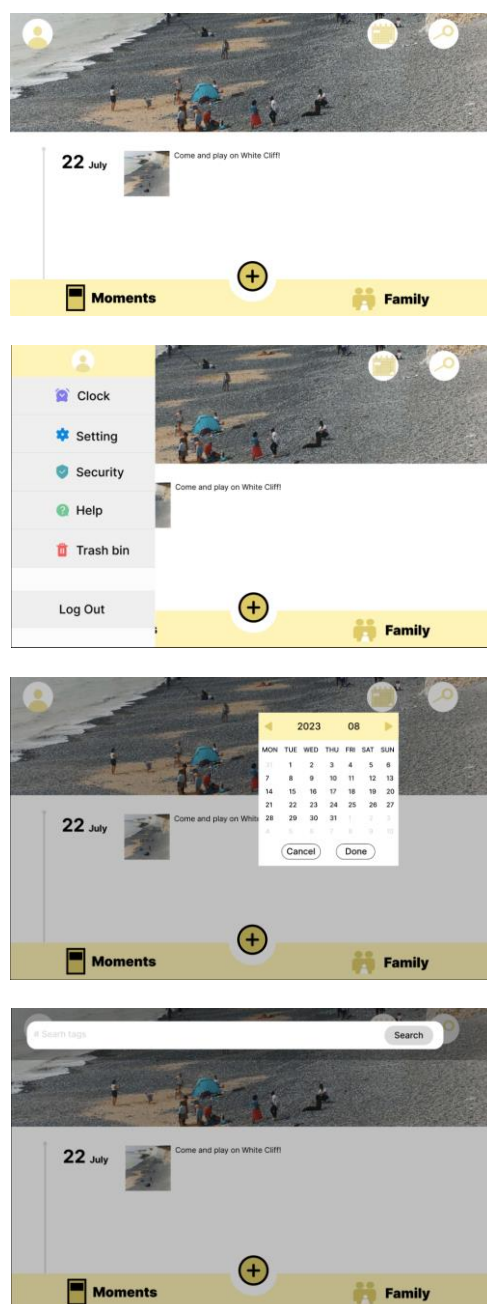 22 July
Come and play on White Cliff!
Moments
Family
Clock
Setting
Security
Help
Trash bin
Log Out
Come and play on White Cliff!
s
Family
2023 08
MON TUE WED THU FRI SAT SUN
31 1 2 3 4 5 6
7 8 9 10 11 12 13
14 15 16 17 18 19 20
21 22 23 24 25 26 27
28 29 30 31 1 2 3
4 5 6 7 8 9 10
Cancel Done
22 July
Come and play on White
Moments
Family
# Searh tags
Search
22 July
Come and play on White Cliff!
Moments
Family